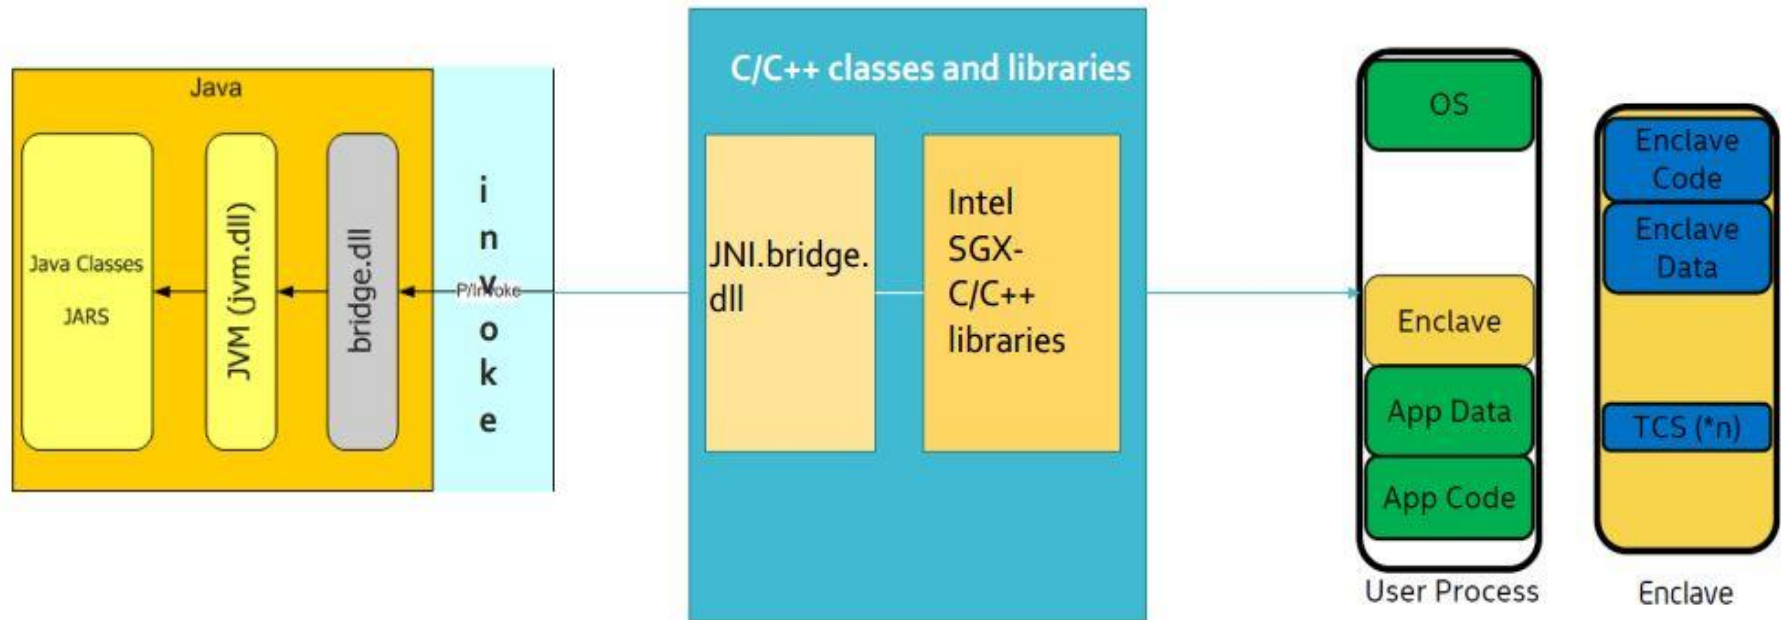 Java
Java Classes
JARS
JVM (jvm.dll)
bridge.dll
P/Invoke
i
n
v
o
k
e
C/C++ classes and libraries
JNI.bridge.
dll
Intel
SGX-
C/C++
libraries
OS
Enclave
App Data
App Code
User Process
Enclave
Code
Enclave
Data
TCS (*n)
Enclave